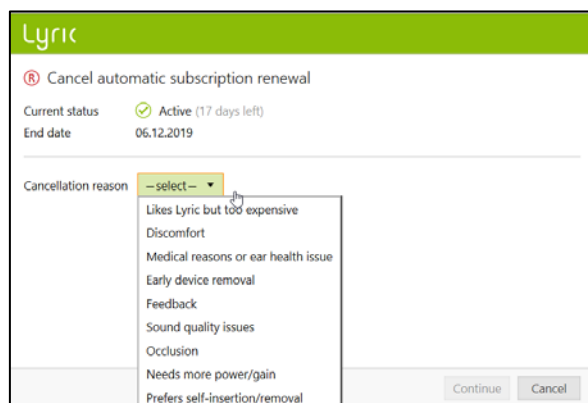 Lyric
® Cancel automatic subscription renewal
Current status Active (17 days left)
End date 06.12.2019
Cancellation reason —select—
Likes Lyric but too expensive
Discomfort
Medical reasons or ear health issue
Early device removal
Feedback
Sound quality issues
Occlusion
Needs more power/gain
Prefers self-insertion/removal
Continue Cancel